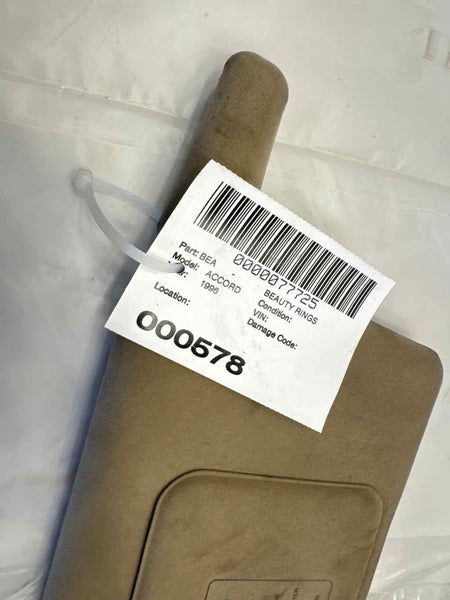 0000077725
Part: BEA - BEAUTY RINGS
Model: ACCORD Condition:
1996 VIN:
Location: Damage Code:
000578